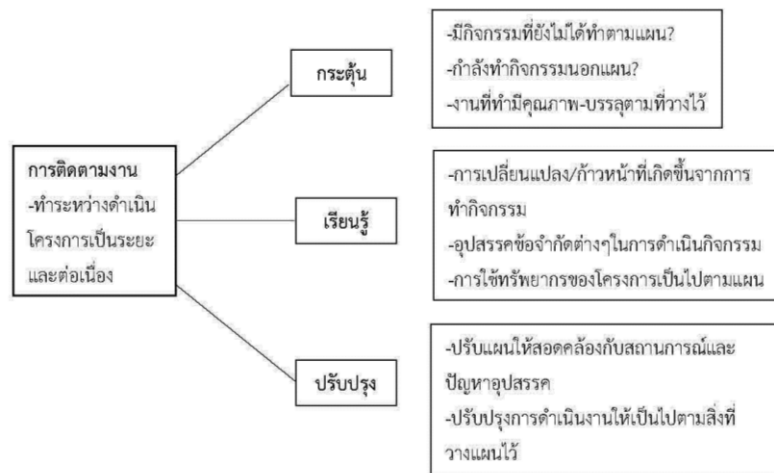 การติดตามงาน
-ทำระหว่างดำเนิน
โครงการเป็นระยะ
และต่อเนื่อง
กระตุ้น
-มีกิจกรรมที่ยังไม่ได้ทำตามแผน?
-กำลังทำกิจกรรมนอกแผน?
-งานที่ทำมีคุณภาพ-บรรลุตามที่วางไว้
เรียนรู้
-การเปลี่ยนแปลง/ก้าวหน้าที่เกิดขึ้นจากการ
ทำกิจกรรม
-อุปสรรคข้อจำกัดต่างๆในการดำเนินกิจกรรม
-การใช้ทรัพยากรของโครงการเป็นไปตามแผน
ปรับปรุง
-ปรับแผนให้สอดคล้องกับสถานการณ์และ
ปัญหาอุปสรรค
-ปรับปรุงการดำเนินงานให้เป็นไปตามสิ่งที่
วางแผนไว้